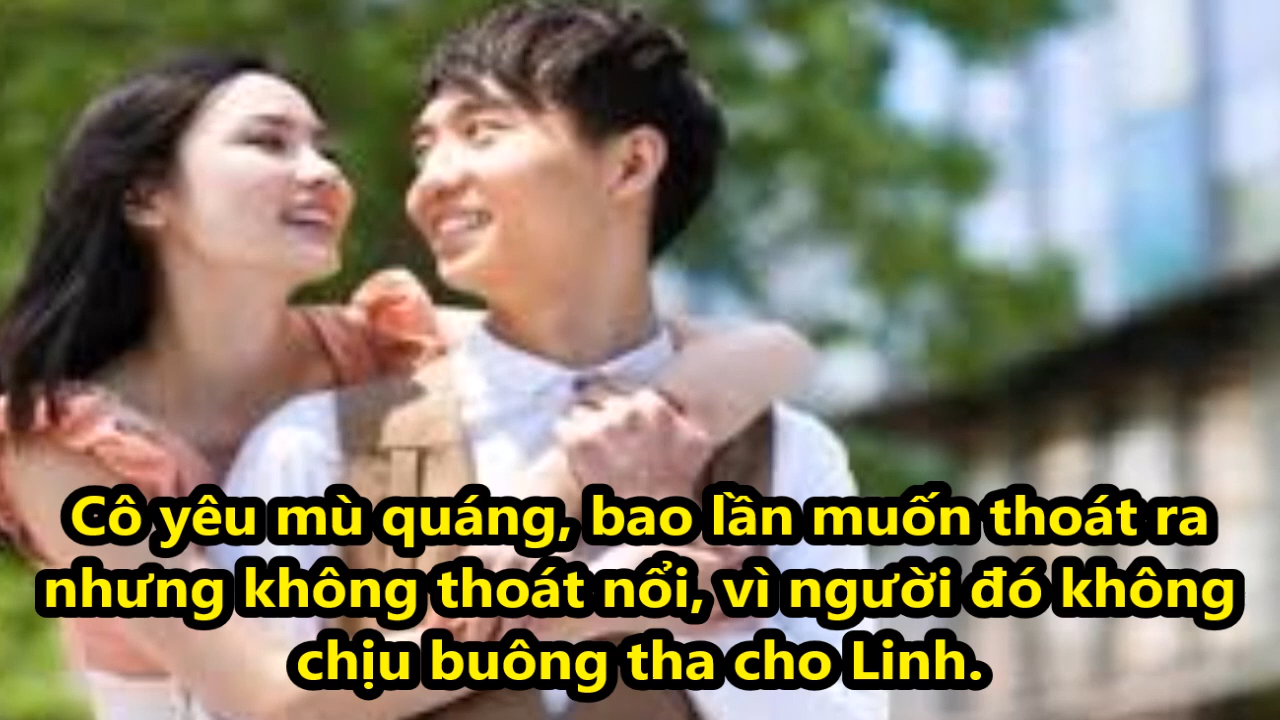 Cô yêu mù quáng, bao lần muốn thoát ra
nhưng không thoát nổi, vì người đó không
chịu buông tha cho Linh.